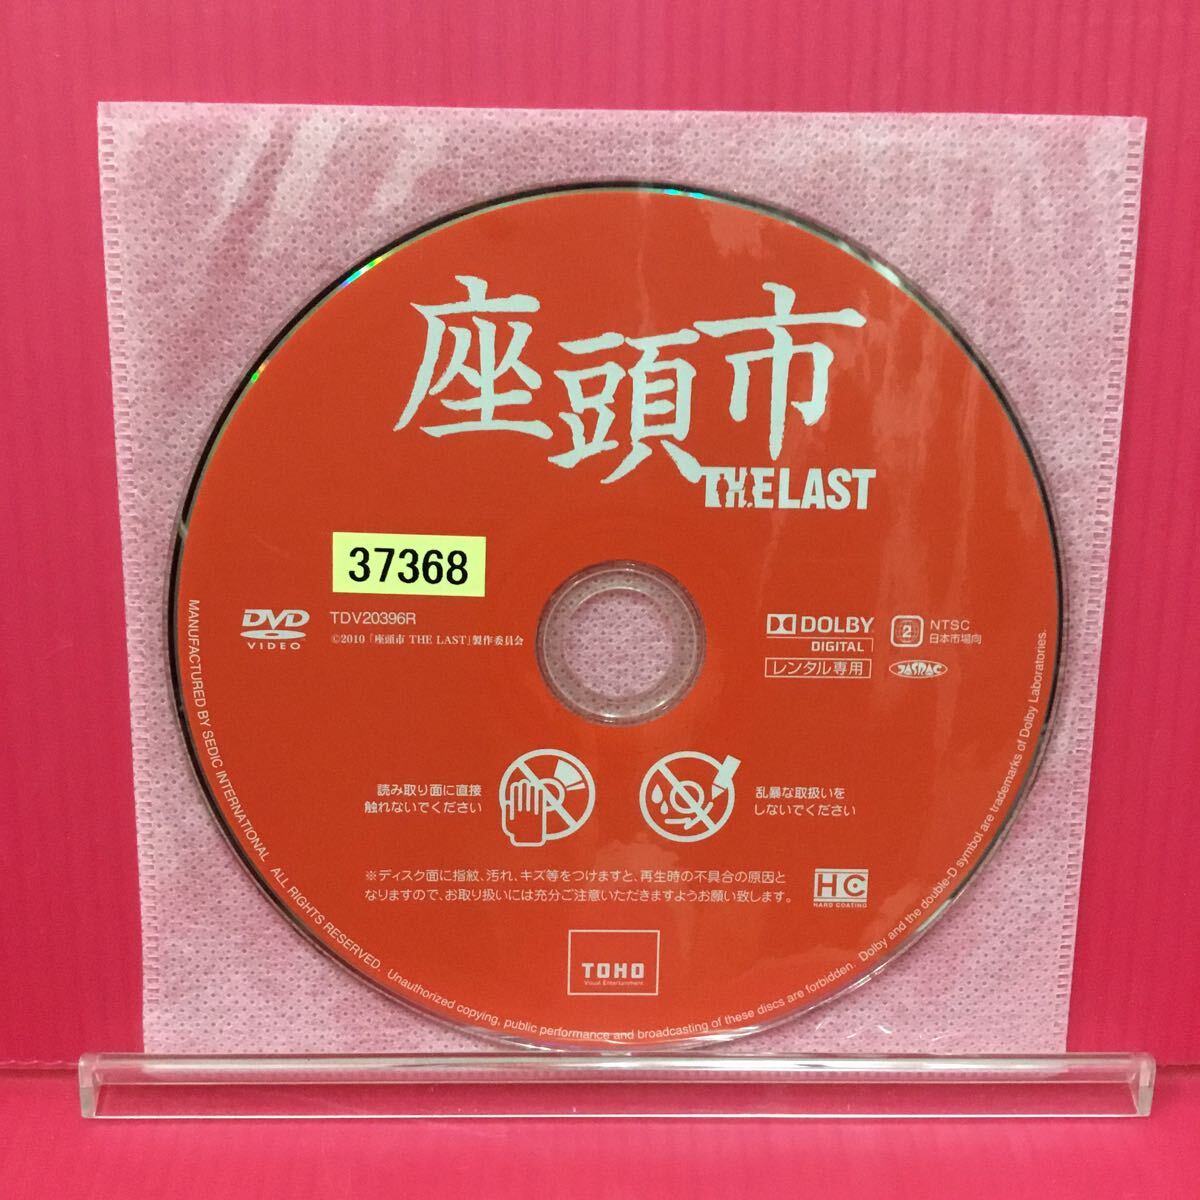 座頭市
THE LAST
37368
DVD
VIDEO
TDV20396R
©2010「座頭市 THE LAST」製作委員会
DOLBY
DIGITAL
レンタル専用
2
NTSC
日本市場向
JASRAC
読み取り面に直接
触れないでください
乱暴な取扱いを
しないでください
※ディスク面に指紋、汚れ、キズ等をつけますと、再生時の不具合の原因と
なりますので、お取り扱いには充分ご注意いただきますようお願い致します。
HC
HARD COATING
TOHO
Visual Entertainment
MANUFACTURED BY SEDIC INTERNATIONAL ALL RIGHTS RESERVED. Unauthorized copying, public performance and broadcasting of these discs are forbidden. Dolby and the double-D symbol are trademarks of Dolby Laboratories.